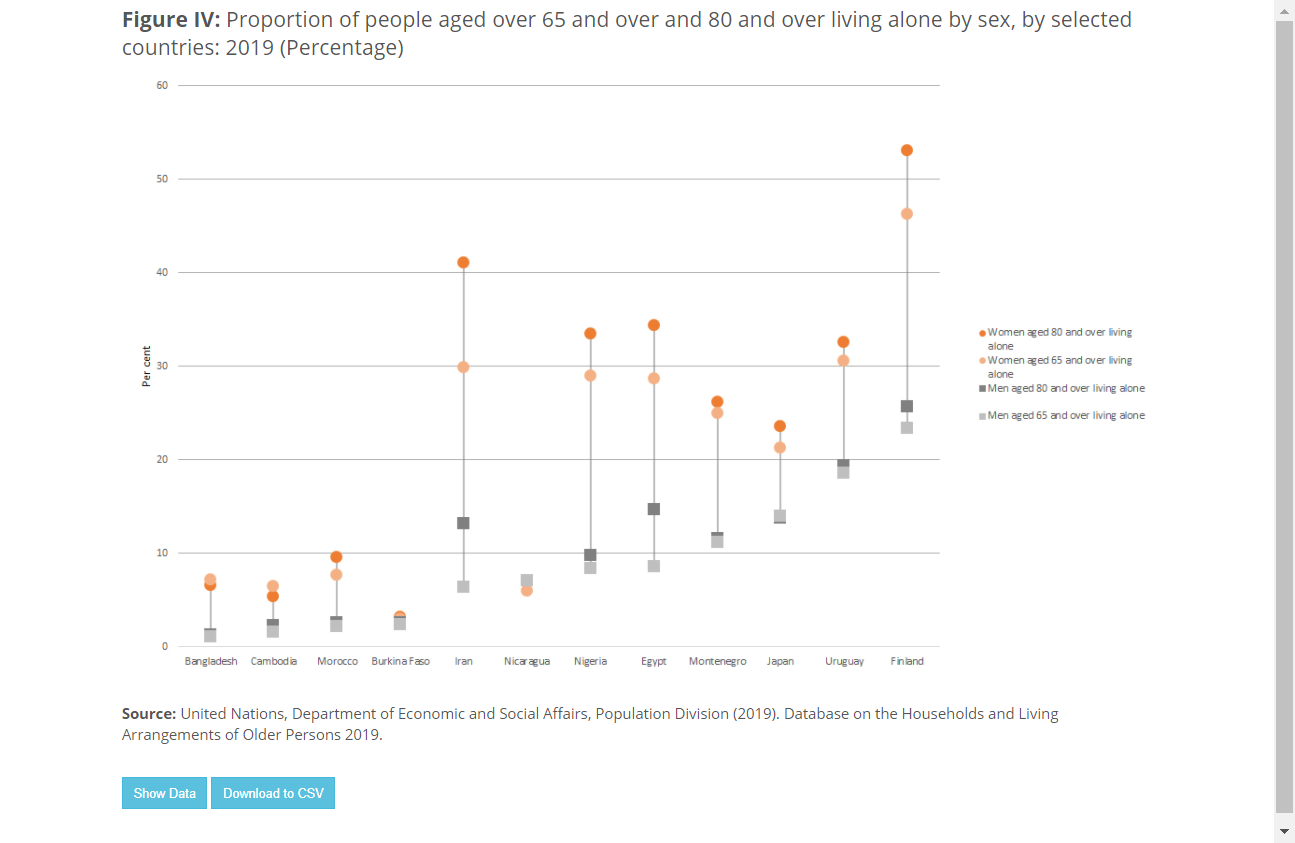 Figure IV: Proportion of people aged over 65 and over and 80 and over living alone by sex, by selected
countries: 2019 (Percentage)
60
50
40
30
20
10
0
Per cent
Bangladesh Cambodia Morocco Burkina Faso Iran Nicaragua Nigeria Egypt Montenegro Japan Uruguay Finland
Women aged 80 and over living
alone
Women aged 65 and over living
alone
Men aged 80 and over living alone
Men aged 65 and over living alone
Source: United Nations, Department of Economic and Social Affairs, Population Division (2019). Database on the Households and Living
Arrangements of Older Persons 2019.
Show Data Download to CSV